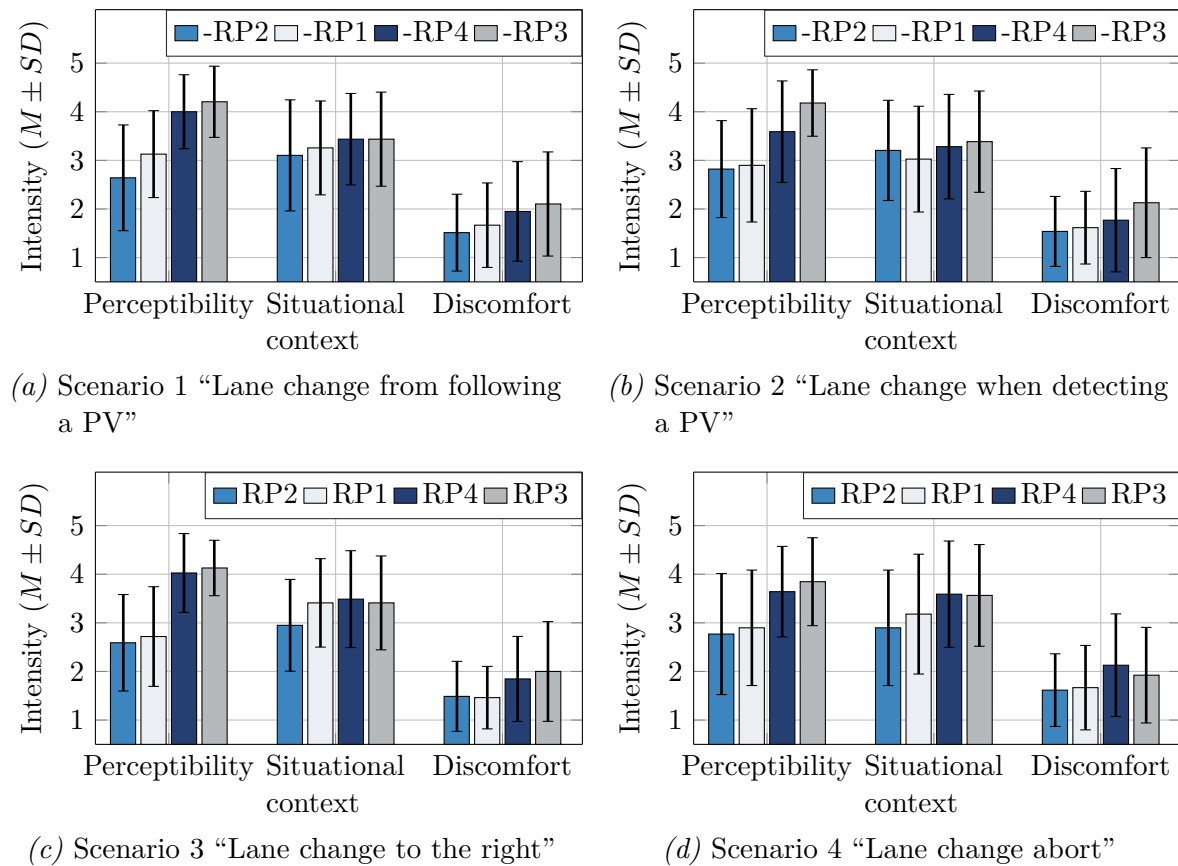 -RP2 -RP1 -RP4 -RP3
Intensity (M ± SD)
5
4
3
2
1
Perceptibility Situational context Discomfort
(a) Scenario 1 “Lane change from following
a PV”
-RP2 -RP1 -RP4 -RP3
Intensity (M ± SD)
5
4
3
2
1
Perceptibility Situational context Discomfort
(b) Scenario 2 “Lane change when detecting
a PV”
RP2 RP1 RP4 RP3
Intensity (M ± SD)
5
4
3
2
1
Perceptibility Situational context Discomfort
(c) Scenario 3 “Lane change to the right”
RP2 RP1 RP4 RP3
Intensity (M ± SD)
5
4
3
2
1
Perceptibility Situational context Discomfort
(d) Scenario 4 “Lane change abort”